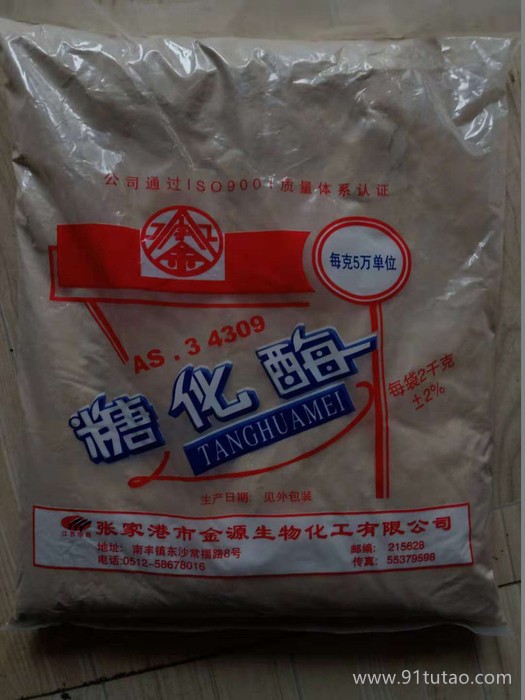 公司通过ISO9001质量体系认证
每克5万单位
AS.3 4309
糖化酶
TANGHUAMEI
每袋2千克
±2%
生产日期：见外包装
张家港市金源生物化工有限公司
地址：南丰镇东沙常福路8号 邮编：215628
电话:0512-58678016 传真：55379598
www.91tutao.com